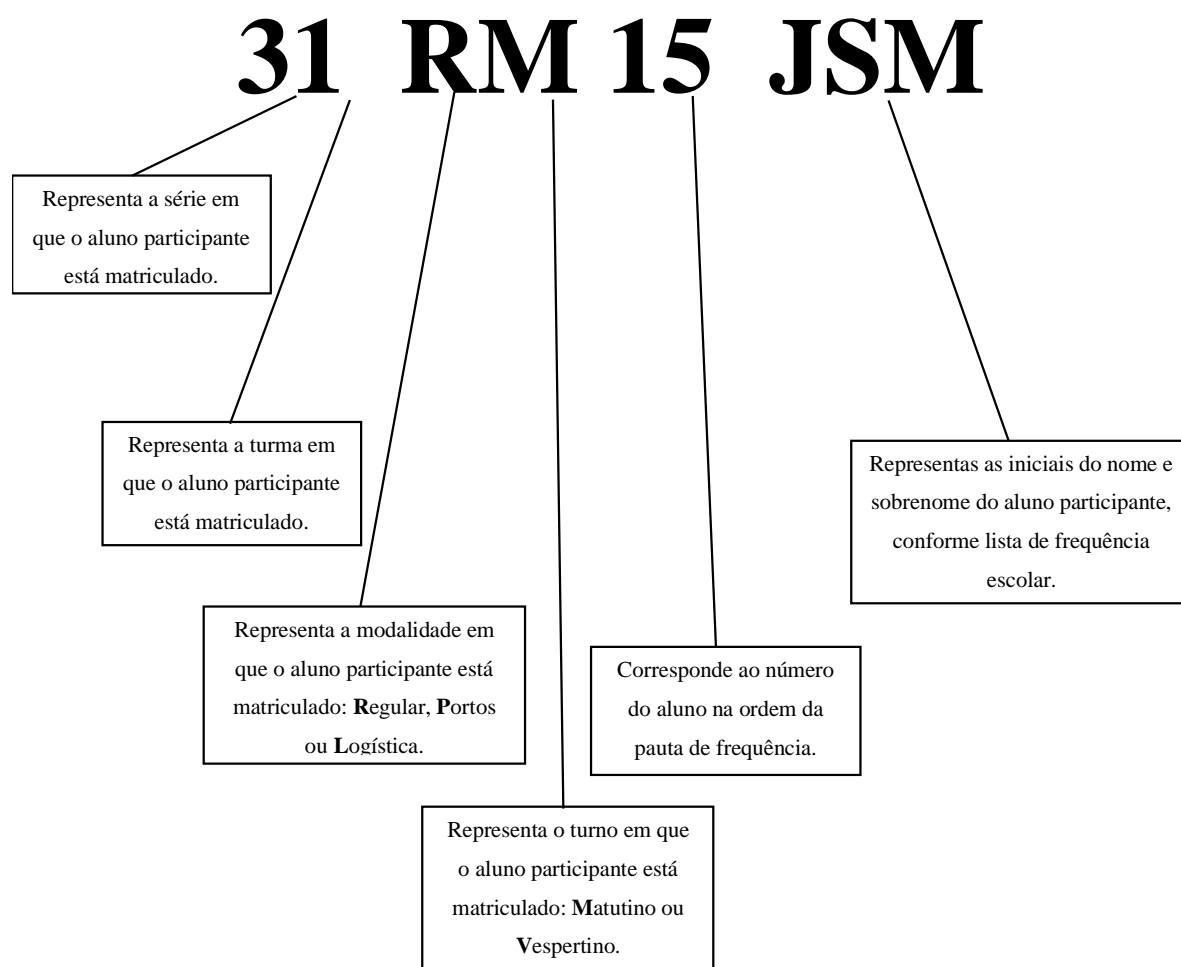 31 RM 15 JSM
Representa a série em
que o aluno participante
está matriculado.
Representa a turma em
que o aluno participante
está matriculado.
Representas as iniciais do nome e
sobrenome do aluno participante,
conforme lista de frequência
escolar.
Representa a modalidade em
que o aluno participante está
matriculado: Regular, Portos
ou Logística.
Corresponde ao número
do aluno na ordem da
pauta de frequência.
Representa o turno em que
o aluno participante está
matriculado: Matutino ou
Vespertino.